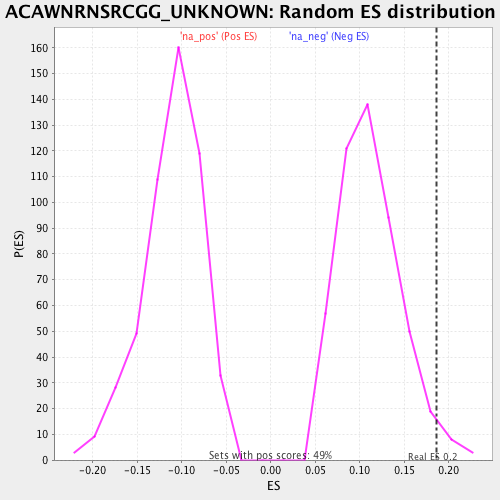 ACAWNRNSRCGG_UNKNOWN: Random ES distribution
'na_pos' (Pos ES) 'na_neg' (Neg ES)
160
150
140
130
120
110
100
90
80
70
60
50
40
30
20
10
0
P(ES)
Sets with pos scores: 49%
Real ES 0.2
-0.20 -0.15 -0.10 -0.05 0.00 0.05 0.10 0.15 0.20
ES